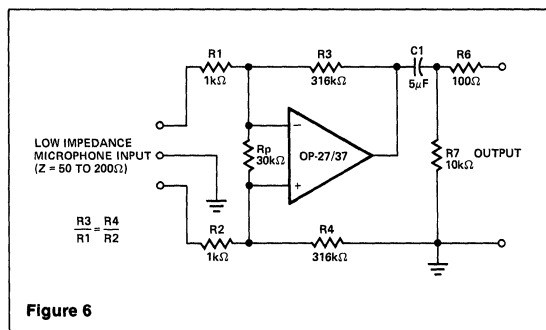 R1
1kΩ
R3
316kΩ
C1
5μF
R6
100Ω
LOW IMPEDANCE
MICROPHONE INPUT
(Z = 50 TO 200Ω)
Rp
30kΩ
−
+
OP-27/37
R7
10kΩ
OUTPUT
R3/R1 = R4/R2
R2
1kΩ
R4
316kΩ
Figure 6